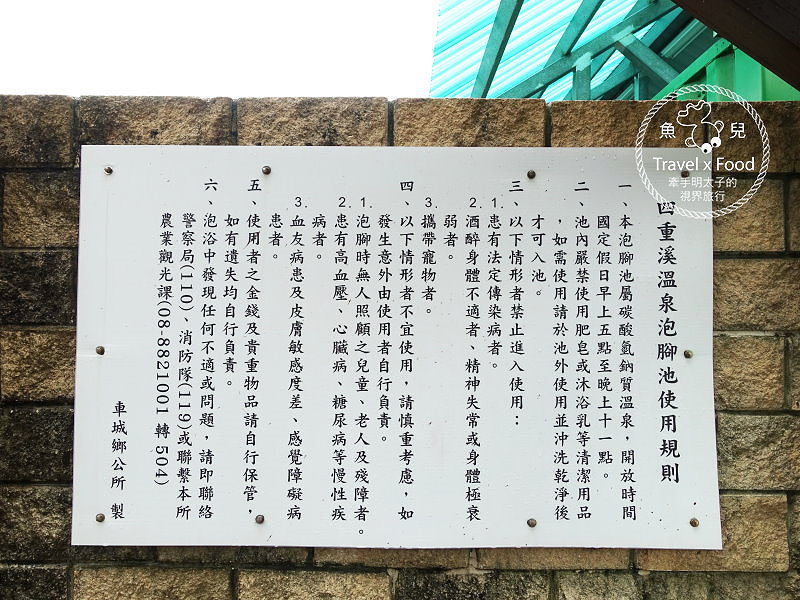 四重溪溫泉泡腳池使用規則
一、本泡腳池屬碳酸氫鈉質溫泉，開放時間
國定假日早上五點至晚上十一點。
二、池內嚴禁使用肥皂或沐浴乳等清潔用品
，如需使用請於池外使用並沖洗乾淨後
才可入池。
三、以下情形者禁止進入使用：
1.患有法定傳染病者。
2.酒醉身體不適者、精神失常或身體極衰
弱者。
3.攜帶寵物者。
四、以下情形者不宜使用，請慎重考慮，如
發生意外由使用者自行負責。
1.泡腳時無人照顧之兒童、老人及殘障者。
2.患有高血壓、心臟病、糖尿病等慢性疾
病者。
3.血友病患及皮膚敏感度差、感覺障礙病
患者。
五、使用者之金錢及貴重物品請自行保管，
如有遺失均自行負責。
六、泡浴中發現任何不適或問題，請即聯絡
警察局(110)、消防隊(119)或聯繫本所
農業觀光課(08-8821001 轉 504)
車城鄉公所 製
魚兒
Travel x Food
牽手明太子的
視界旅行